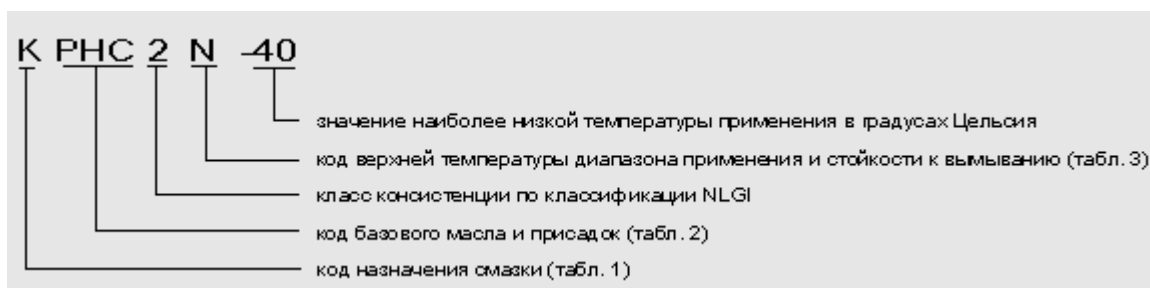 K PHC 2 N -40
значение наиболее низкой температуры применения в градусах Цельсия
код верхней температуры диапазона применения и стойкости к вымыванию (табл. 3)
класс консистенции по классификации NLGI
код базового масла и присадок (табл. 2)
код назначения смазки (табл. 1)